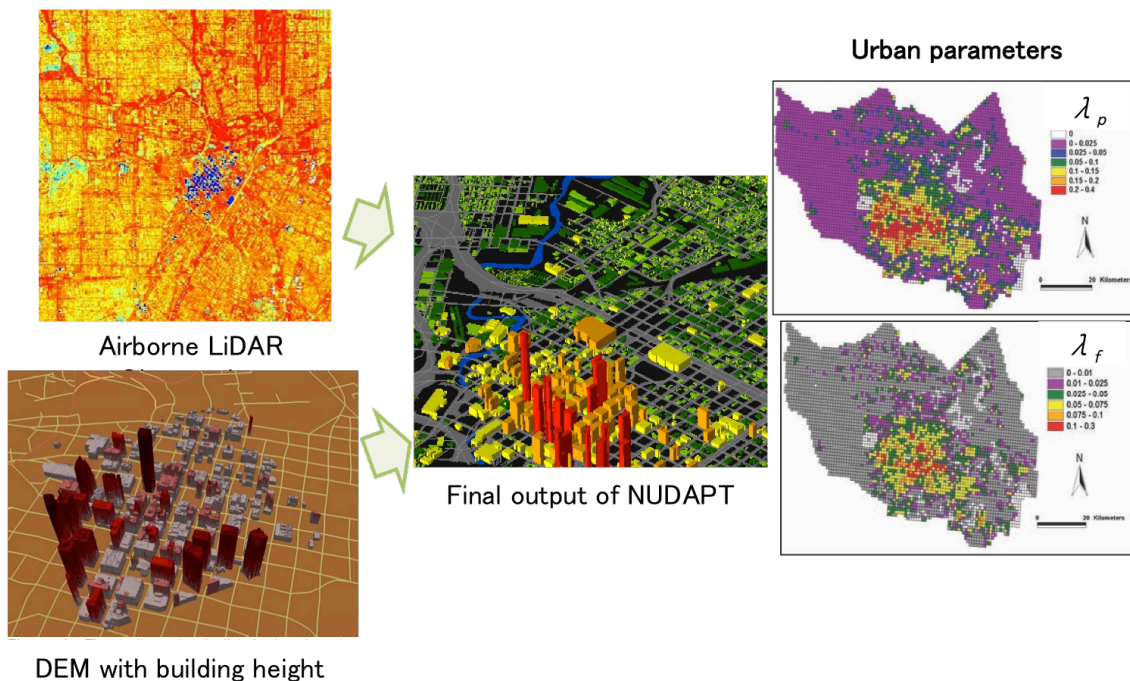 Airborne LiDAR
DEM with building height
Final output of NUDAPT
Urban parameters
λp
0
0 - 0.025
0.025 - 0.05
0.05 - 0.1
0.1 - 0.15
0.15 - 0.2
0.2 - 0.4
N
0 20 Kilometers
λf
0 - 0.01
0.01 - 0.025
0.025 - 0.05
0.05 - 0.075
0.075 - 0.1
0.1 - 0.3
N
0 20 Kilometers